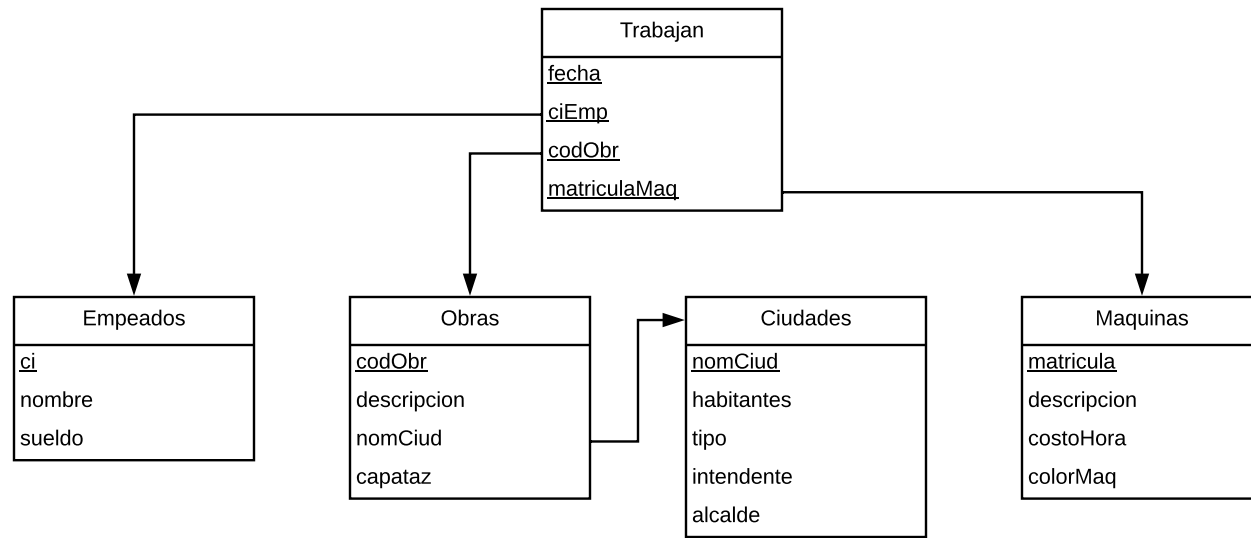 Trabajan
fecha
ciEmp
codObr
matriculaMaq
Empeados
ci
nombre
sueldo
Obras
codObr
descripcion
nomCiud
capataz
Ciudades
nomCiud
habitantes
tipo
intendente
alcalde
Maquinas
matricula
descripcion
costoHora
colorMaq